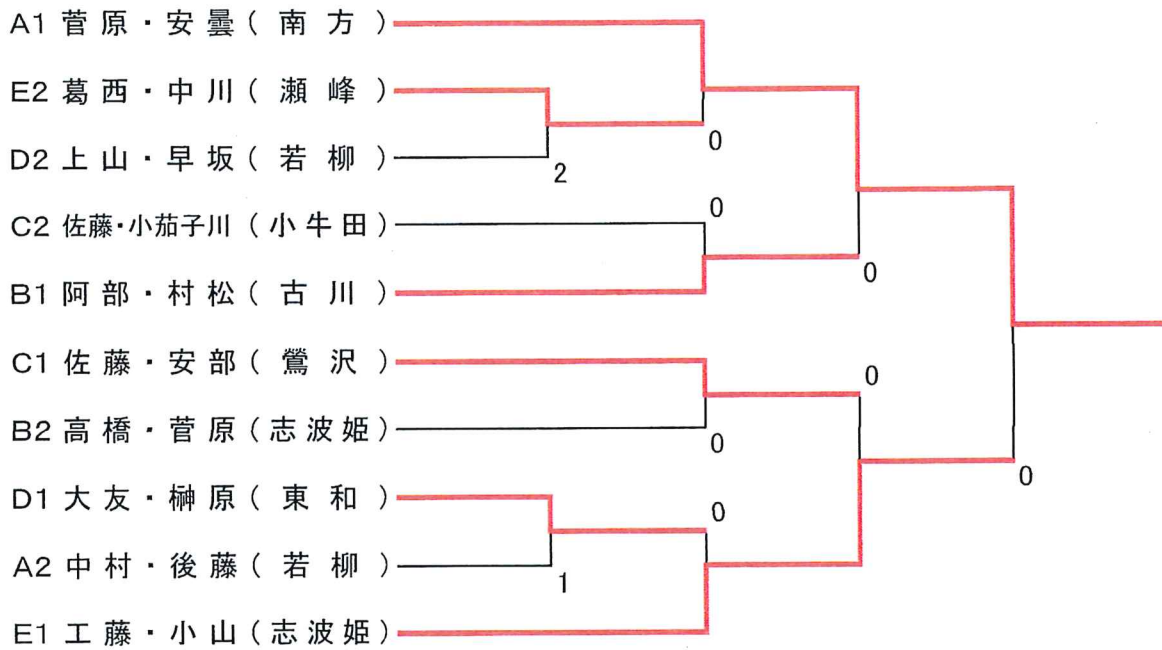 A1 菅原・安曇(南方)
E2 葛西・中川(瀬峰)
0
D2 上山・早坂(若柳)
2
0
C2 佐藤・小茄子川(小牛田)
0
B1 阿部・村松(古川)
C1 佐藤・安部(鶯沢)
0
B2 高橋・菅原(志波姫)
0
0
D1 大友・榊原(東和)
0
A2 中村・後藤(若柳)
1
E1 工藤・小山(志波姫)